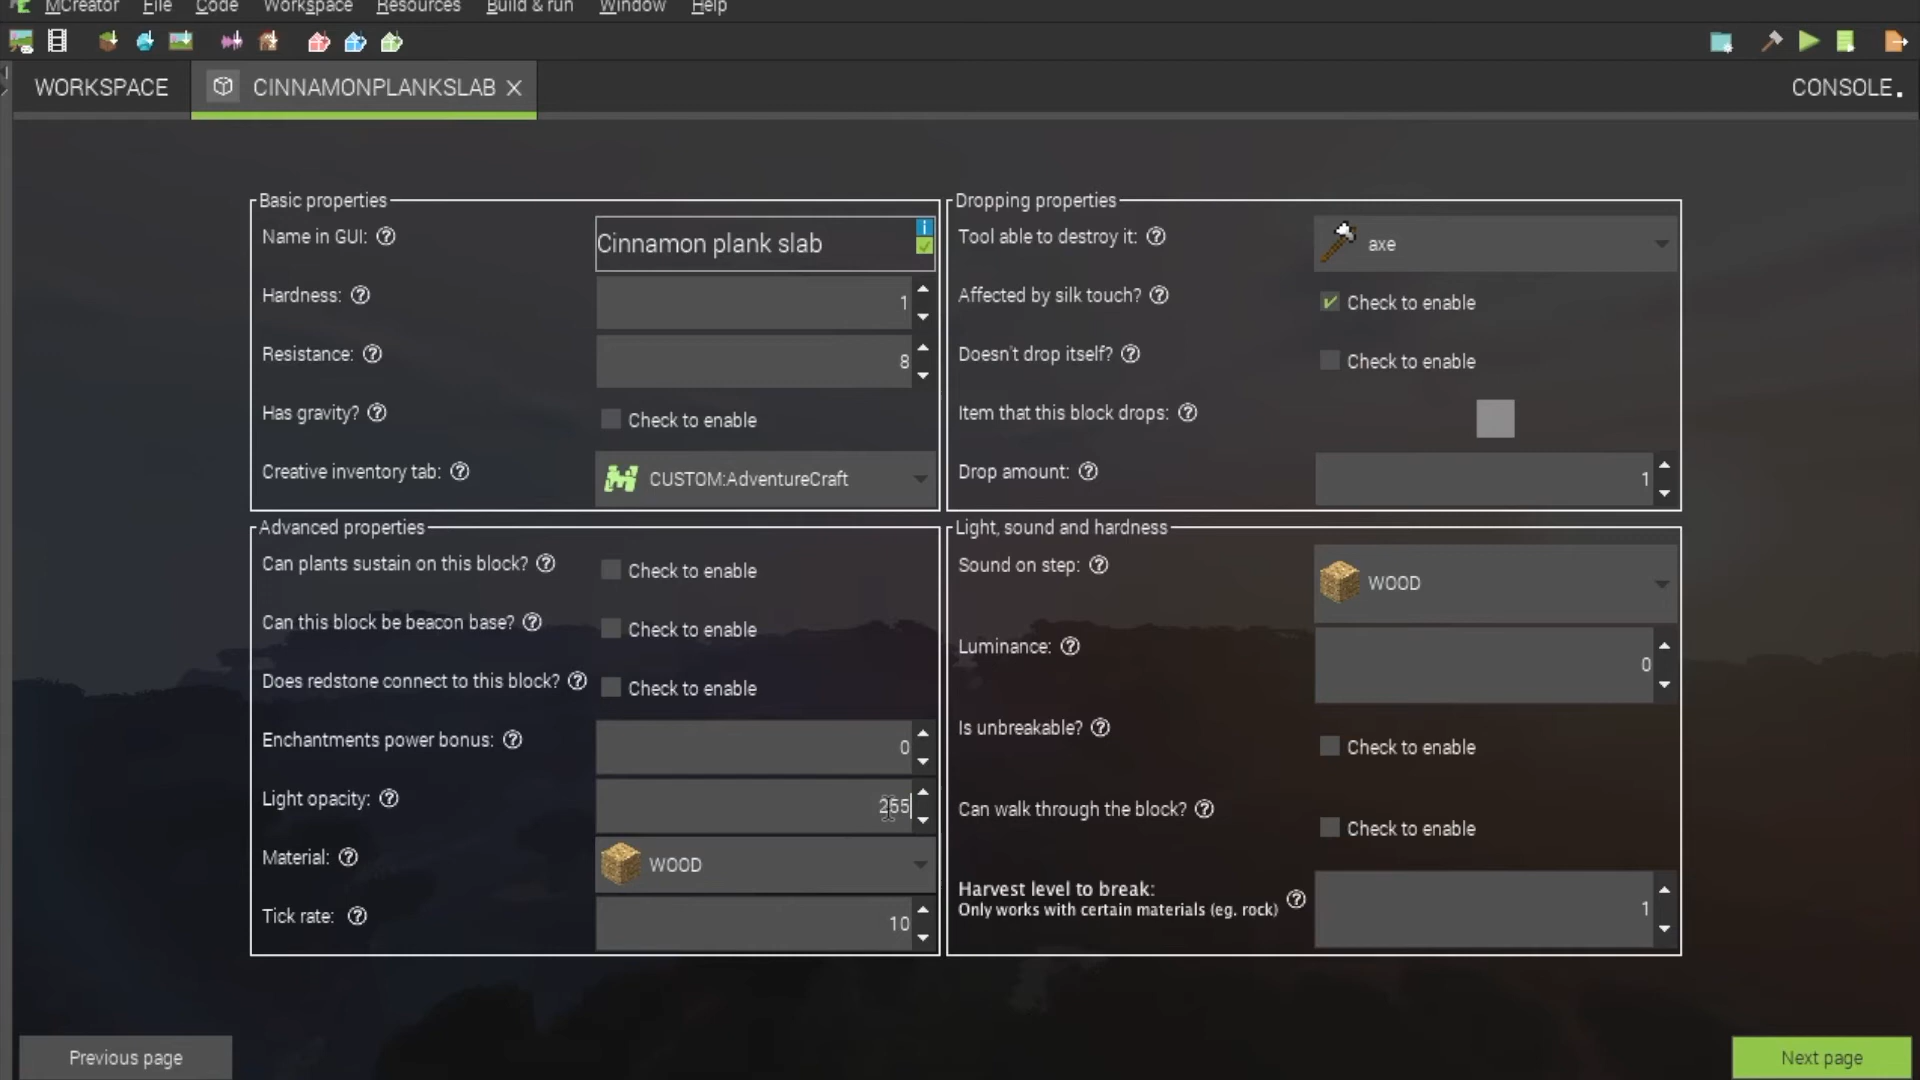 MCreator File Code Workspace Resources Build & run Window Help
WORKSPACE
CINNAMONPLANKSLAB
CONSOLE.
Basic properties
Name in GUI:
Cinnamon plank slab
Hardness:
1
Resistance:
8
Has gravity?
Check to enable
Creative inventory tab:
CUSTOM:AdventureCraft
Dropping properties
Tool able to destroy it:
axe
Affected by silk touch?
Check to enable
Doesn't drop itself?
Check to enable
Item that this block drops:
Drop amount:
1
Advanced properties
Can plants sustain on this block?
Check to enable
Can this block be beacon base?
Check to enable
Does redstone connect to this block?
Check to enable
Enchantments power bonus:
0
Light opacity:
255
Material:
WOOD
Tick rate:
10
Light, sound and hardness
Sound on step:
WOOD
Luminance:
0
Is unbreakable?
Check to enable
Can walk through the block?
Check to enable
Harvest level to break:
Only works with certain materials (eg. rock)
1
Previous page
Next page